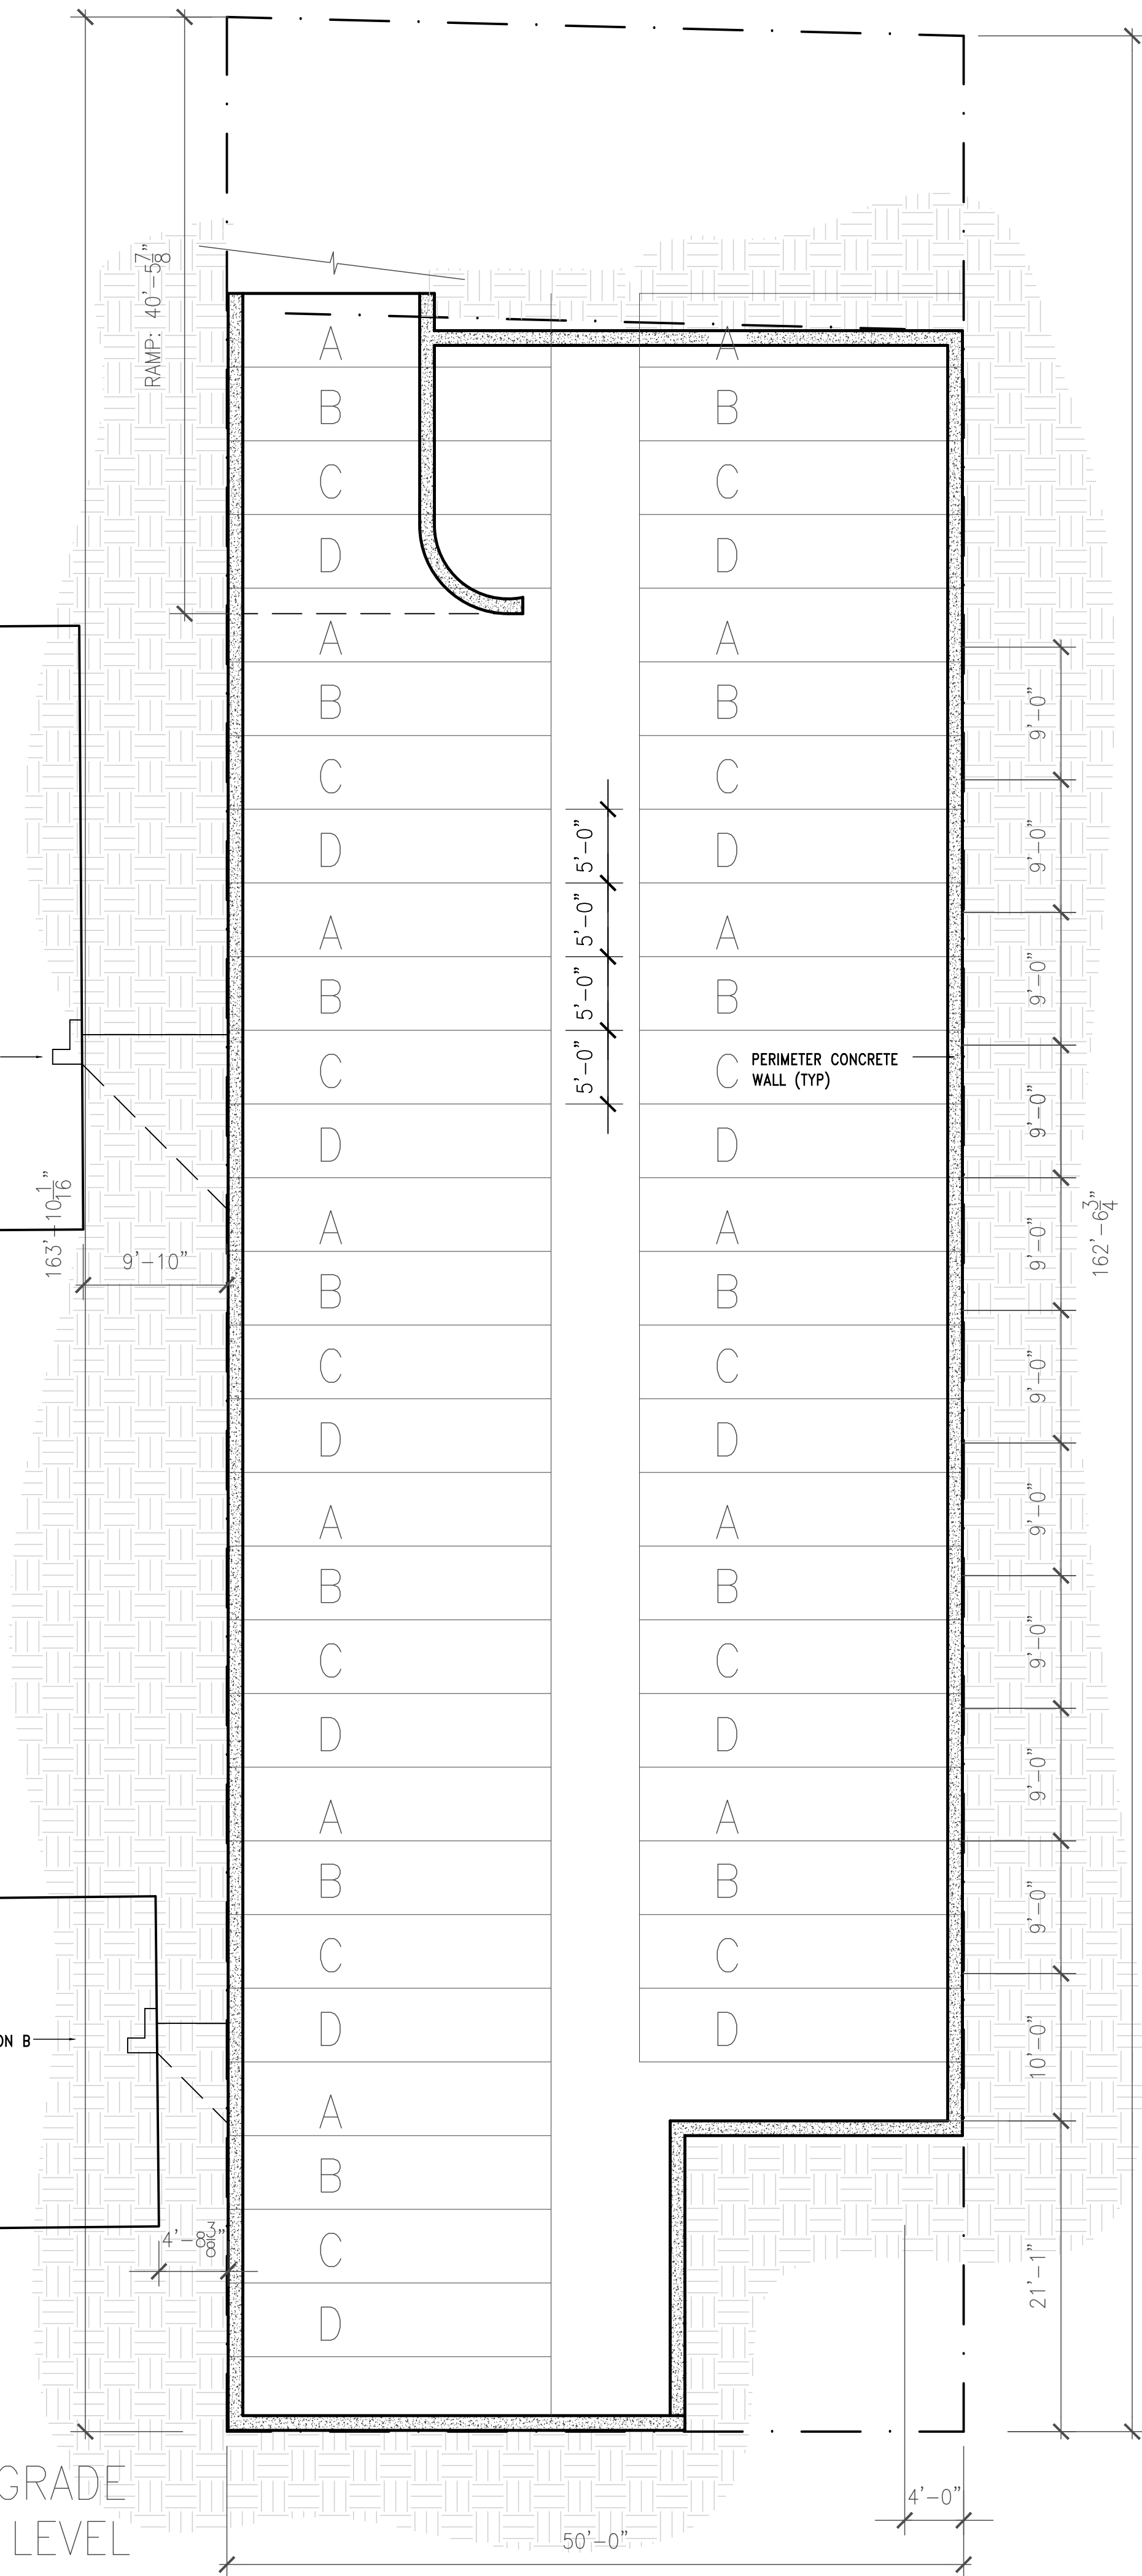 RAMP: 40'-5 7/8"
A A
B B
C C
D D
A A
B B
C C
D D
A A
B B
C C
D D
A A
B B
C C
D D
A A
B B
C C
D D
A A
B B
C C
D D
A
B
C
D
5'-0"
5'-0"
5'-0"
5'-0"
PERIMETER CONCRETE
WALL (TYP)
9'-0"
9'-0"
9'-0"
9'-0"
9'-0"
9'-0"
9'-0"
9'-0"
9'-0"
9'-0"
10'-0"
21'-1"
162'-6 3/4"
163'-10 1/16"
9'-10"
ON B
4'-8 3/8"
4'-0"
50'-0"
GRADE
LEVEL